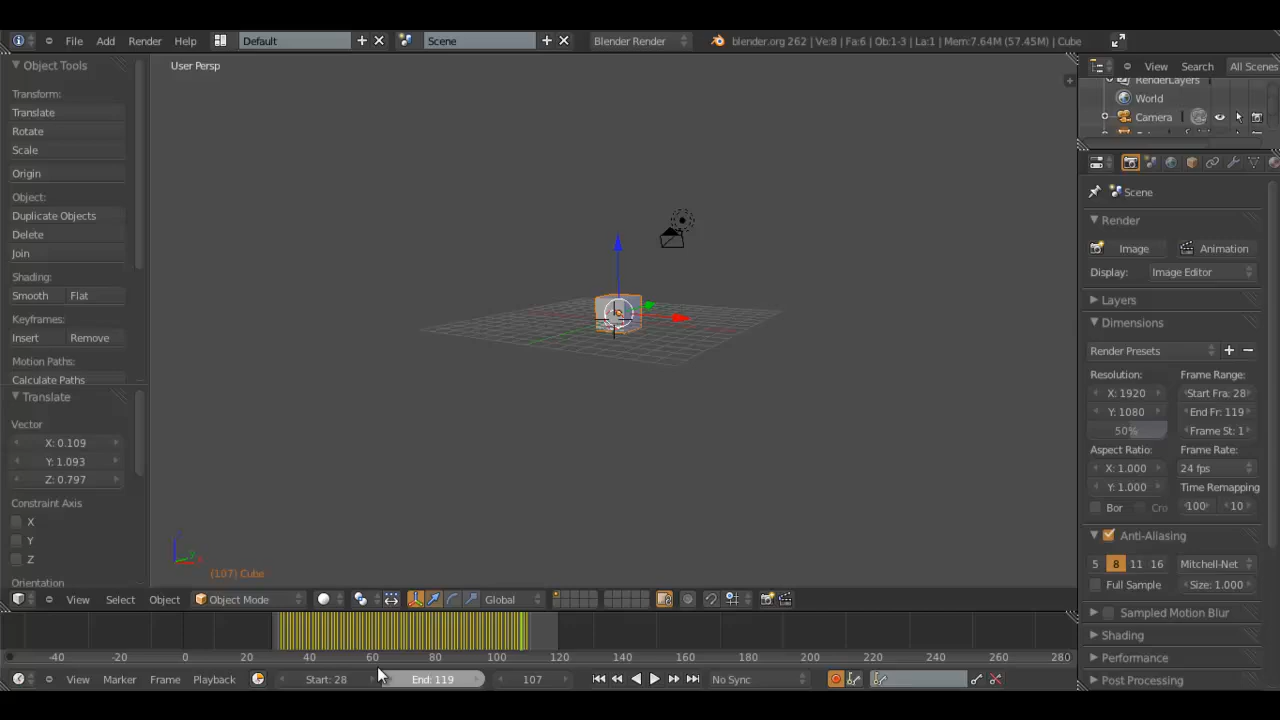 File Add Render Help Default Scene Blender Render blender.org 262 | Ve:8 | Fa:6 | Ob:1-3 | La:1 | Mem:7.64M (57.45M) | Cube
Object Tools
Transform:
Translate
Rotate
Scale
Origin
Object:
Duplicate Objects
Delete
Join
Shading:
Smooth Flat
Keyframes:
Insert Remove
Motion Paths:
Calculate Paths
Translate
Vector
X: 0.109
Y: 1.093
Z: 0.797
Constraint Axis
X
Y
Z
Orientation
User Persp
(107) Cube
View Select Object Object Mode Global
-40 -20 0 20 40 60 80 100 120 140 160 180 200 220 240 260 280
View Marker Frame Playback Start: 28 End: 119 107 No Sync
View Search All Scenes
RenderLayers
World
Camera
Scene
Render
Image Animation
Display: Image Editor
Layers
Dimensions
Render Presets
Resolution: Frame Range:
X: 1920 Start Fra: 28
Y: 1080 End Fr: 119
50% Frame St: 1
Aspect Ratio: Frame Rate:
X: 1.000 24 fps
Y: 1.000 Time Remapping
Bor Cro 100 10
Anti-Aliasing
5 8 11 16 Mitchell-Net
Full Sample Size: 1.000
Sampled Motion Blur
Shading
Performance
Post Processing